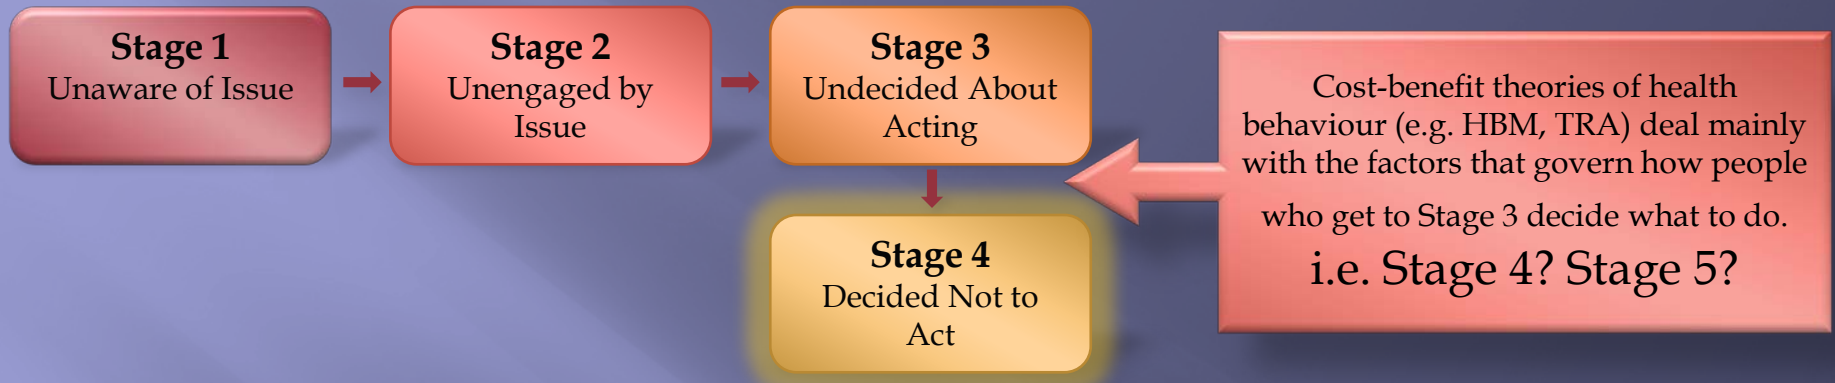 Stage 1
Unaware of Issue
Stage 2
Unengaged by
Issue
Stage 3
Undecided About
Acting
Stage 4
Decided Not to
Act
Cost-benefit theories of health
behaviour (e.g. HBM, TRA) deal mainly
with the factors that govern how people
who get to Stage 3 decide what to do.
i.e. Stage 4? Stage 5?